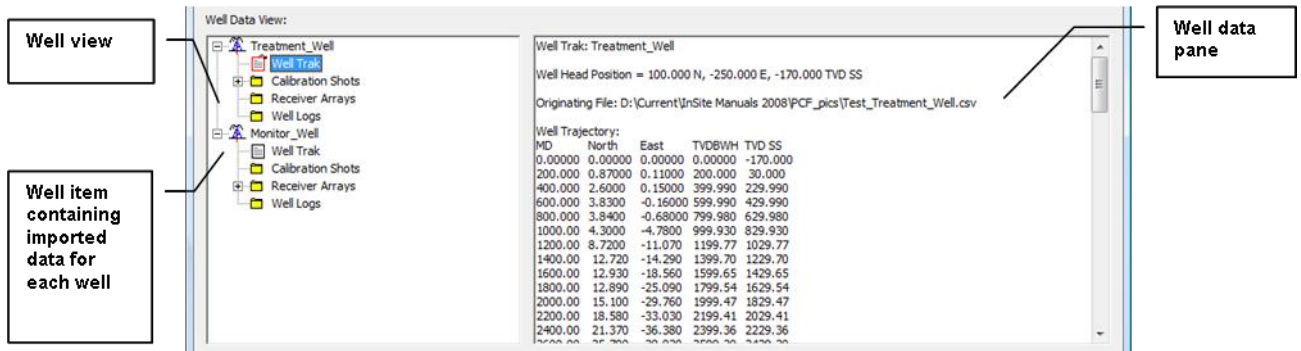 Well Data View:
Well view
Well item
containing
imported
data for
each well
Treatment_Well
Well Trak
Calibration Shots
Receiver Arrays
Well Logs
Monitor_Well
Well Trak
Calibration Shots
Receiver Arrays
Well Logs
Well Trak: Treatment_Well
Well Head Position = 100.000 N, -250.000 E, -170.000 TVD SS
Originating File: D:\Current\InSite Manuals 2008\PCF_pics\Test_Treatment_Well.csv
Well Trajectory:
MD North East TVDBWH TVD SS
0.00000 0.00000 0.00000 0.00000 -170.000
200.000 0.87000 0.11000 200.000 30.000
400.000 2.6000 0.15000 399.990 229.990
600.000 3.8300 -0.16000 599.990 429.990
800.000 3.8400 -0.68000 799.980 629.980
1000.00 4.3000 -4.7800 999.930 829.930
1200.00 8.7200 -11.070 1199.77 1029.77
1400.00 12.720 -14.290 1399.70 1229.70
1600.00 12.930 -18.560 1599.65 1429.65
1800.00 12.890 -25.090 1799.54 1629.54
2000.00 15.100 -29.760 1999.47 1829.47
2200.00 18.580 -33.030 2199.41 2029.41
2400.00 21.370 -36.380 2399.36 2229.36
Well data
pane